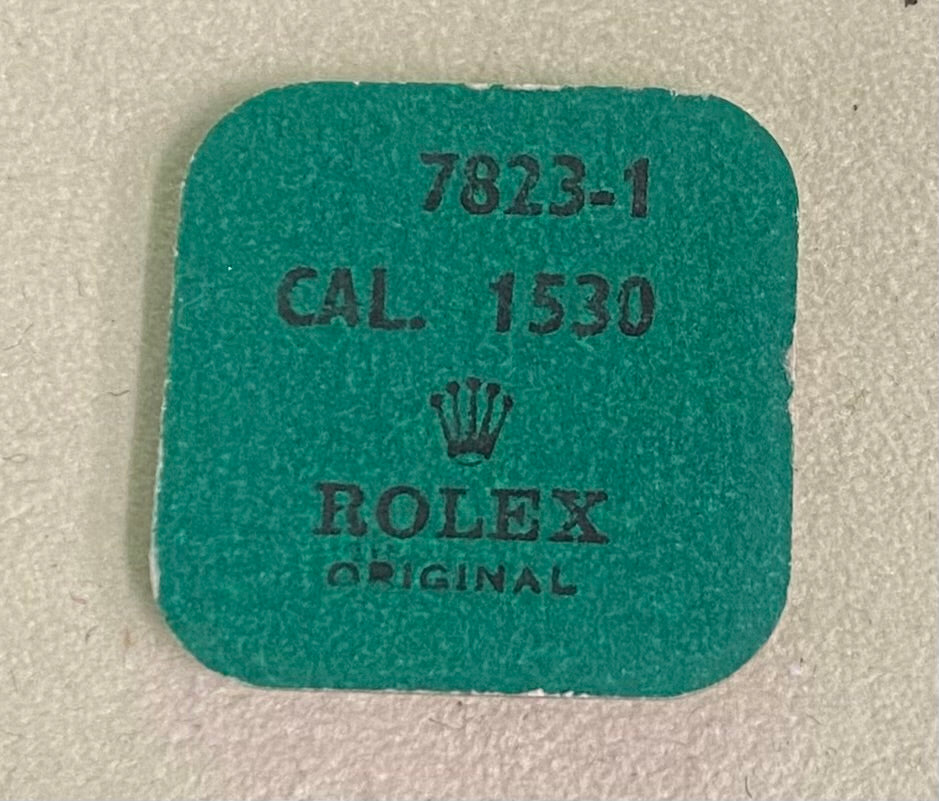 7823-1
CAL. 1530
ROLEX
ORIGINAL